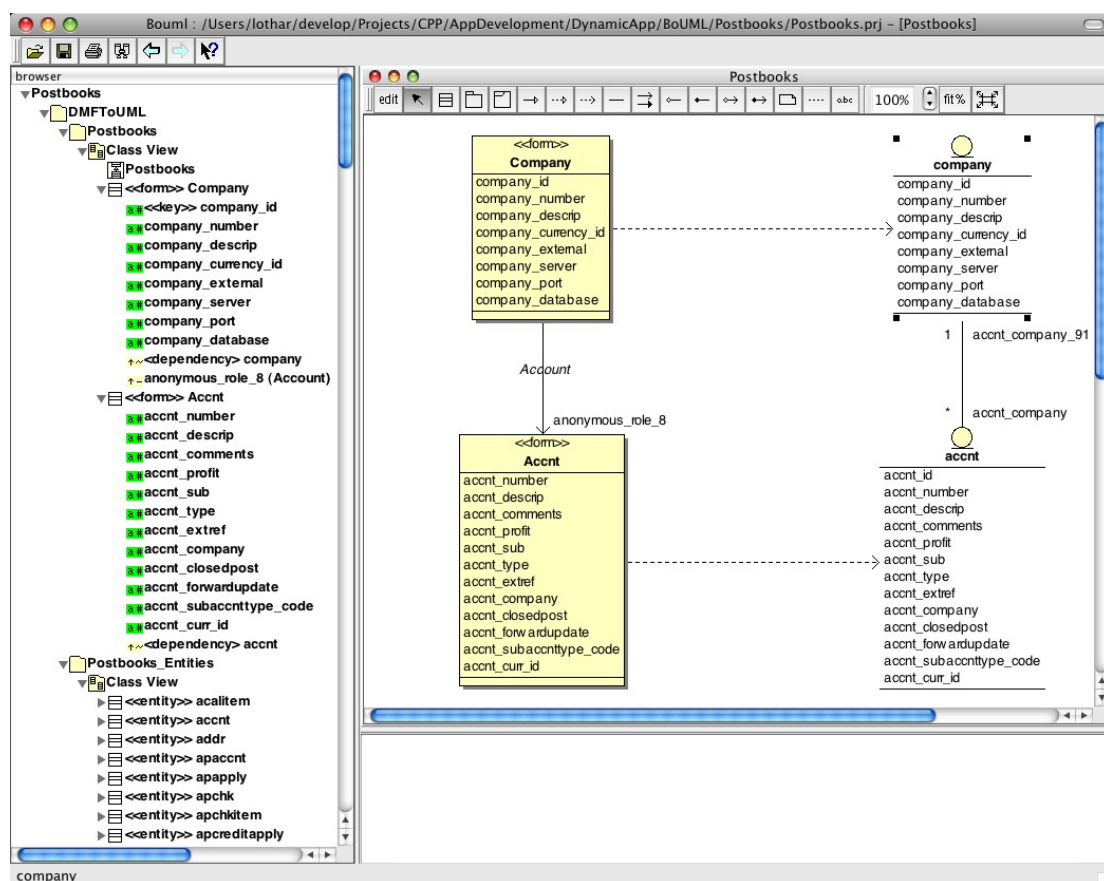 Bouml : /Users/lothar/develop/Projects/CPP/AppDevelopment/DynamicApp/BoUML/Postbooks/Postbooks.prj - [Postbooks]
browser
Postbooks
DMFToUML
Postbooks
Class View
Postbooks
<<form>> Company
<<key>> company_id
company_number
company_descrip
company_currency_id
company_external
company_server
company_port
company_database
<dependency> company
anonymous_role_8 (Account)
<<form>> Accnt
accnt_number
accnt_descrip
accnt_comments
accnt_profit
accnt_sub
accnt_type
accnt_extref
accnt_company
accnt_closedpost
accnt_forwardupdate
accnt_subaccnttype_code
accnt_curr_id
<dependency> accnt
Postbooks_Entities
Class View
<<entity>> acalitem
<<entity>> accnt
<<entity>> addr
<<entity>> apaccnt
<<entity>> apapply
<<entity>> apchk
<<entity>> apchkitem
<<entity>> apcreditapply
Postbooks
edit abc 100% fit%
<<form>>
Company
company_id
company_number
company_descrip
company_currency_id
company_external
company_server
company_port
company_database
company
company_id
company_number
company_descrip
company_currency_id
company_external
company_server
company_port
company_database
1 accnt_company_91
Account
* accnt_company
anonymous_role_8
<<form>>
Accnt
accnt_number
accnt_descrip
accnt_comments
accnt_profit
accnt_sub
accnt_type
accnt_extref
accnt_company
accnt_closedpost
accnt_forwardupdate
accnt_subaccnttype_code
accnt_curr_id
accnt
accnt_id
accnt_number
accnt_descrip
accnt_comments
accnt_profit
accnt_sub
accnt_type
accnt_extref
accnt_company
accnt_closedpost
accnt_forwardupdate
accnt_subaccnttype_code
accnt_curr_id
company